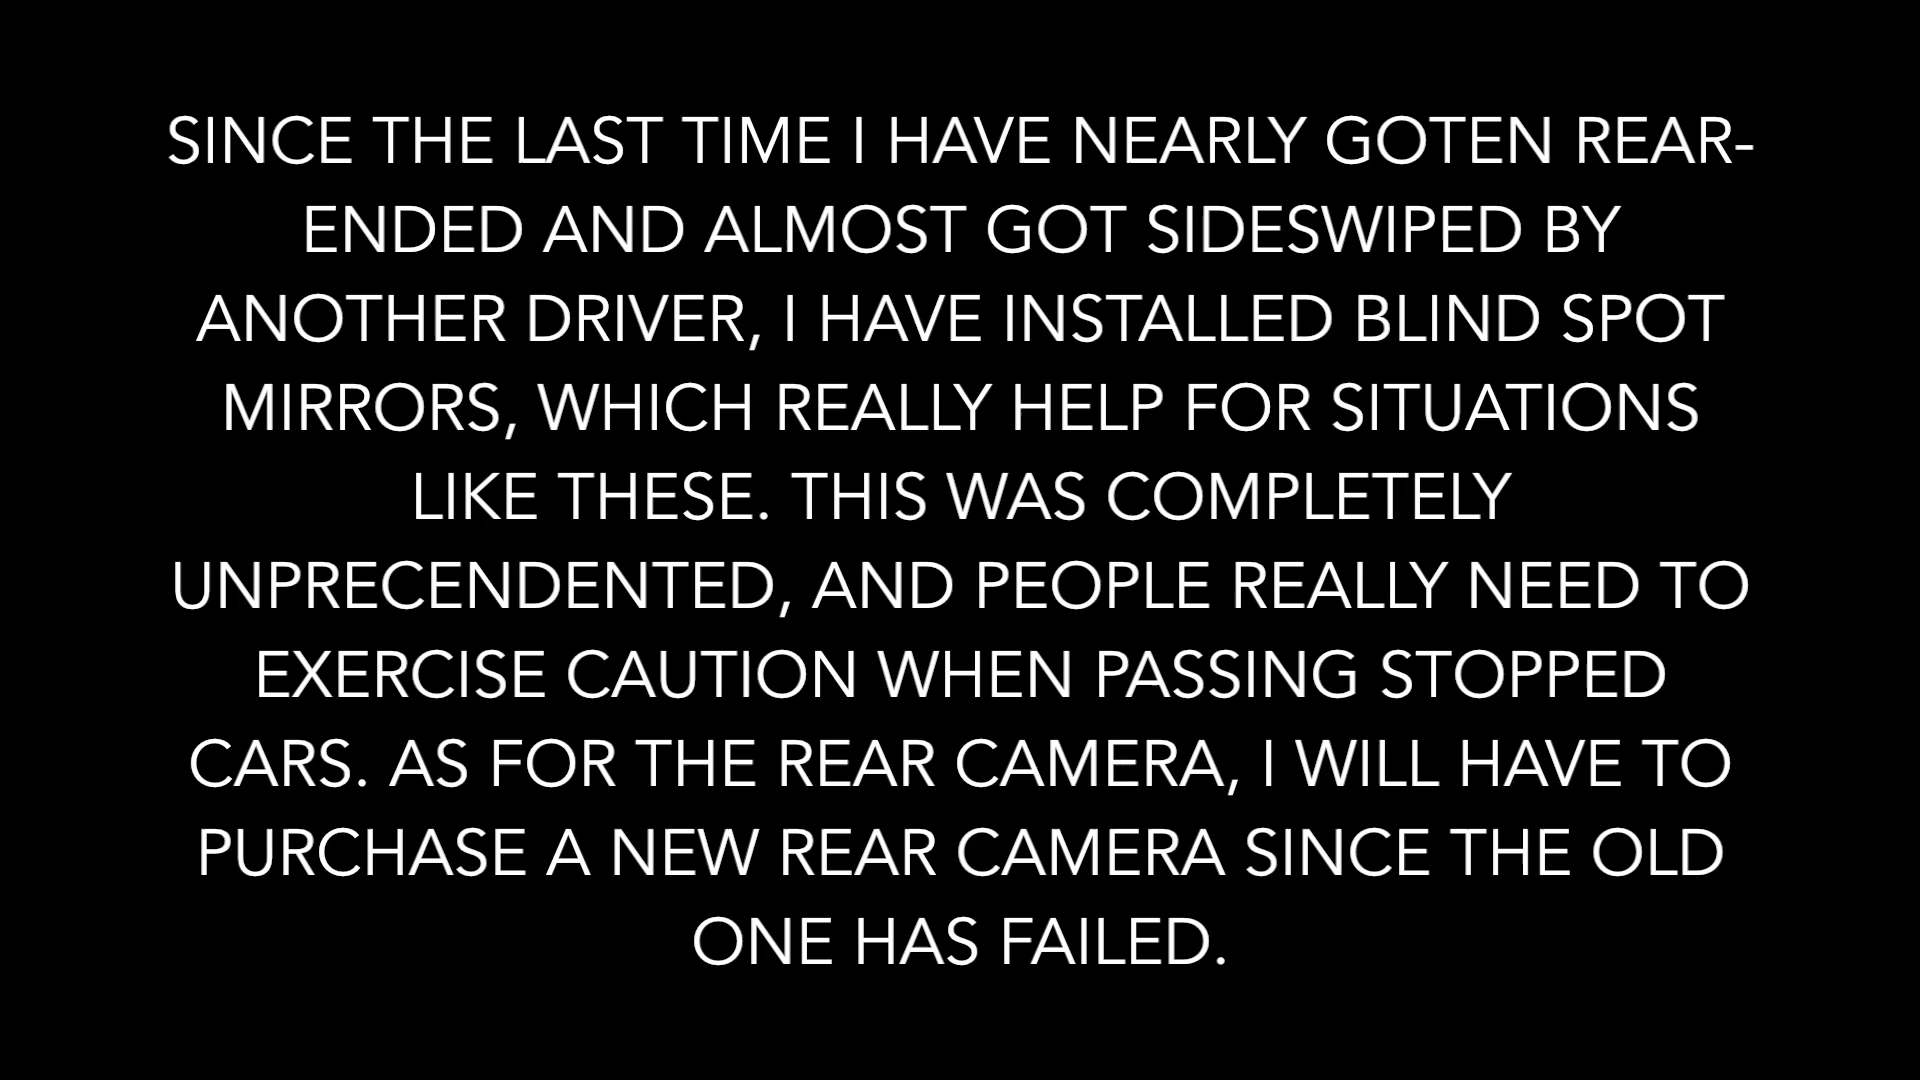 SINCE THE LAST TIME I HAVE NEARLY GOTEN REAR-
ENDED AND ALMOST GOT SIDESWIPED BY
ANOTHER DRIVER, I HAVE INSTALLED BLIND SPOT
MIRRORS, WHICH REALLY HELP FOR SITUATIONS
LIKE THESE. THIS WAS COMPLETELY
UNPRECENDENTED, AND PEOPLE REALLY NEED TO
EXERCISE CAUTION WHEN PASSING STOPPED
CARS. AS FOR THE REAR CAMERA, I WILL HAVE TO
PURCHASE A NEW REAR CAMERA SINCE THE OLD
ONE HAS FAILED.